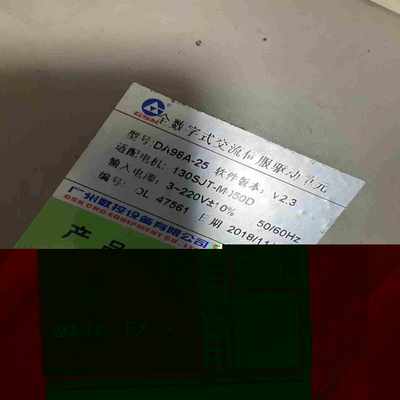 全数字式交流伺服驱动单元
型号: DA98A-25 软件版本: V2.3
适配电机: 130SJT-M150D
输入电源: 3~220V±10% 50/60Hz
编号: 47561 日期 2018/11
广州数控设备有限公司
产品